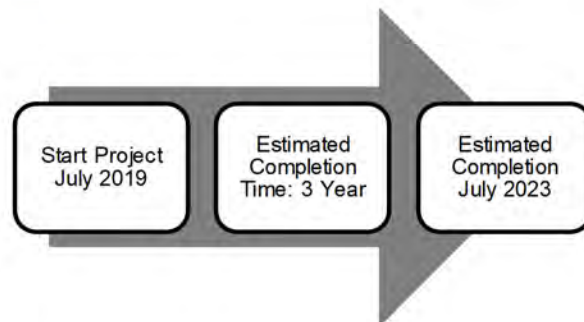 Start Project
July 2019
Estimated
Completion
Time: 3 Year
Estimated
Completion
July 2023